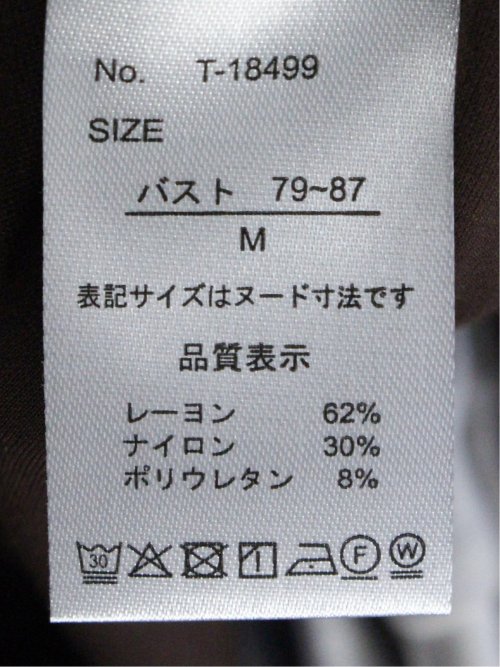 No. T-18499
SIZE
バスト 79~87
M
表記サイズはヌード寸法です
品質表示
レーヨン 62%
ナイロン 30%
ポリウレタン 8%
30 F W